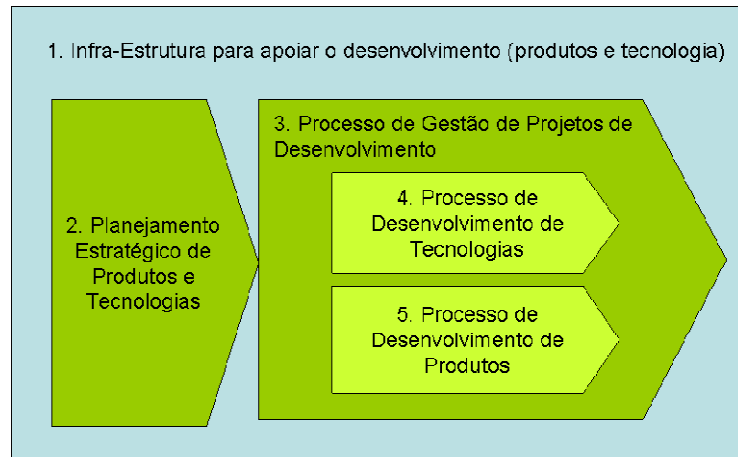 1. Infra-Estrutura para apoiar o desenvolvimento (produtos e tecnologia)
2. Planejamento
Estratégico de
Produtos e
Tecnologias
3. Processo de Gestão de Projetos de
Desenvolvimento
4. Processo de
Desenvolvimento de
Tecnologias
5. Processo de
Desenvolvimento de
Produtos